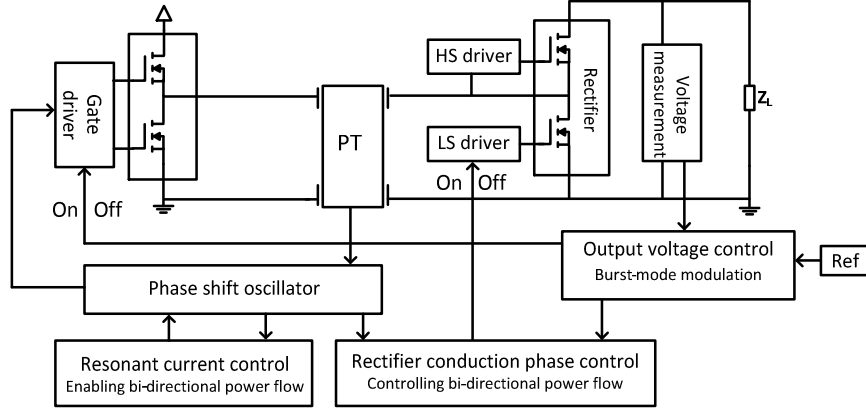 Gate driver
HS driver
Rectifier
Voltage measurement
Z_L
PT
LS driver
On Off
On Off
Output voltage control
Burst-mode modulation
Ref
Phase shift oscillator
Resonant current control
Enabling bi-directional power flow
Rectifier conduction phase control
Controlling bi-directional power flow